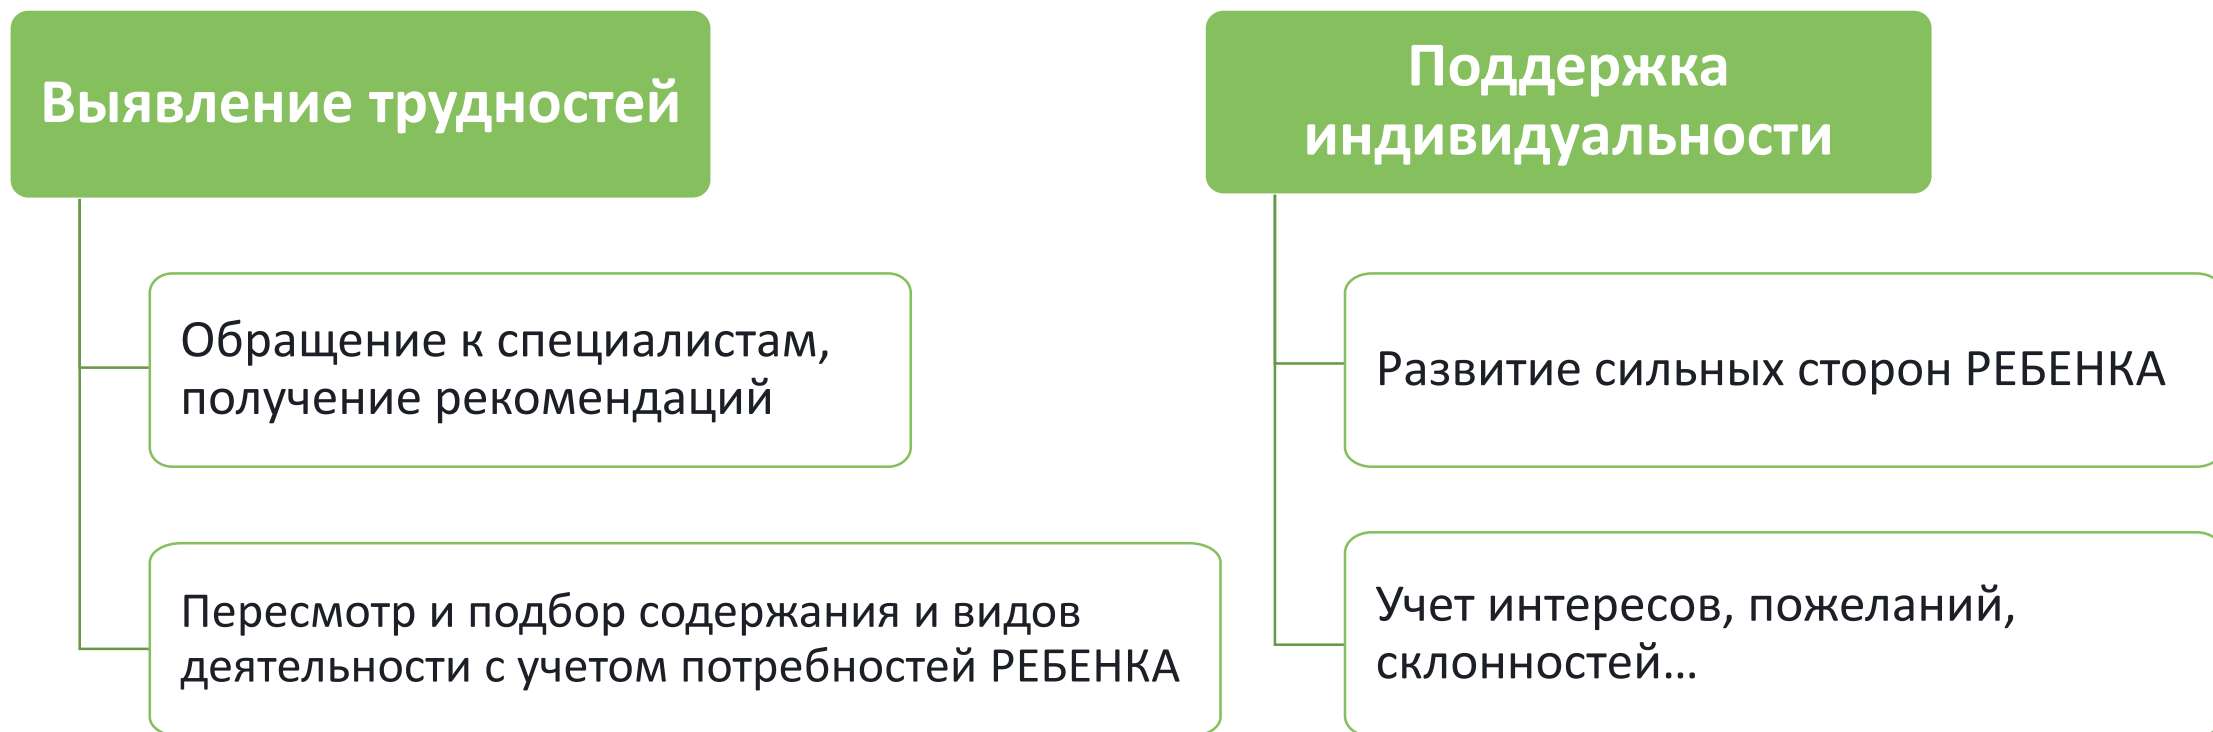 Выявление трудностей
Обращение к специалистам,
получение рекомендаций
Пересмотр и подбор содержания и видов
деятельности с учетом потребностей РЕБЕНКА
Поддержка
индивидуальности
Развитие сильных сторон РЕБЕНКА
Учет интересов, пожеланий,
склонностей...